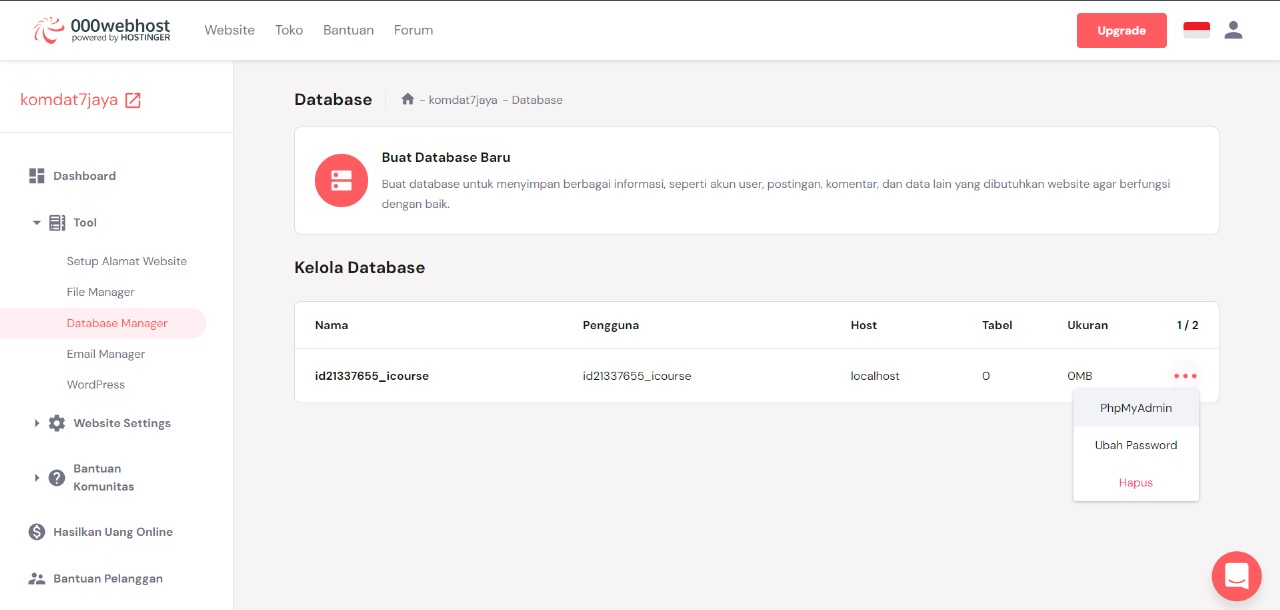 000webhost
powered by HOSTINGER
Website Toko Bantuan Forum
Upgrade
komdat7jaya
Dashboard
Tool
Setup Alamat Website
File Manager
Database Manager
Email Manager
WordPress
Website Settings
Bantuan
Komunitas
Hasilkan Uang Online
Bantuan Pelanggan
Database - komdat7jaya - Database
Buat Database Baru
Buat database untuk menyimpan berbagai informasi, seperti akun user, postingan, komentar, dan data lain yang dibutuhkan website agar berfungsi
dengan baik.
Kelola Database
Nama Pengguna Host Tabel Ukuran 1 / 2
id21337655_icourse id21337655_icourse localhost 0 0MB
PhpMyAdmin
Ubah Password
Hapus